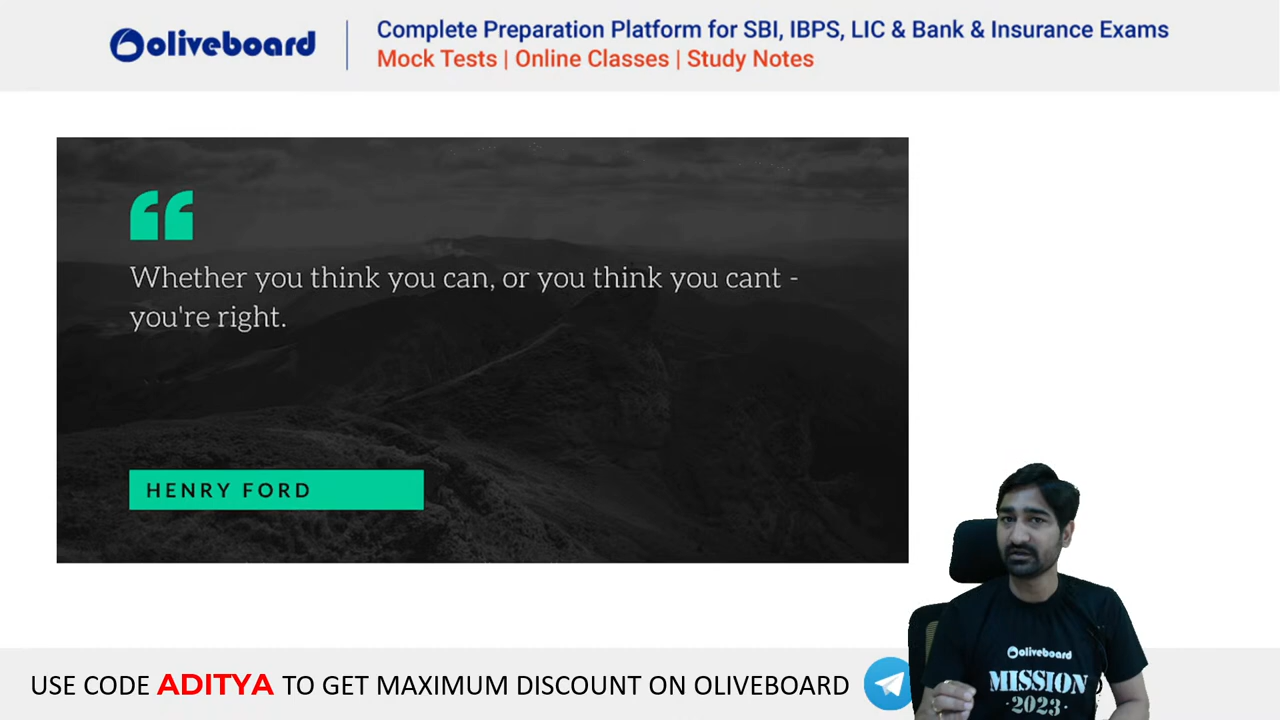 oliveboard
Complete Preparation Platform for SBI, IBPS, LIC & Bank & Insurance Exams
Mock Tests | Online Classes | Study Notes
Whether you think you can, or you think you cant -
you're right.
HENRY FORD
oliveboard
MISSION
·2023·
USE CODE ADITYA TO GET MAXIMUM DISCOUNT ON OLIVEBOARD